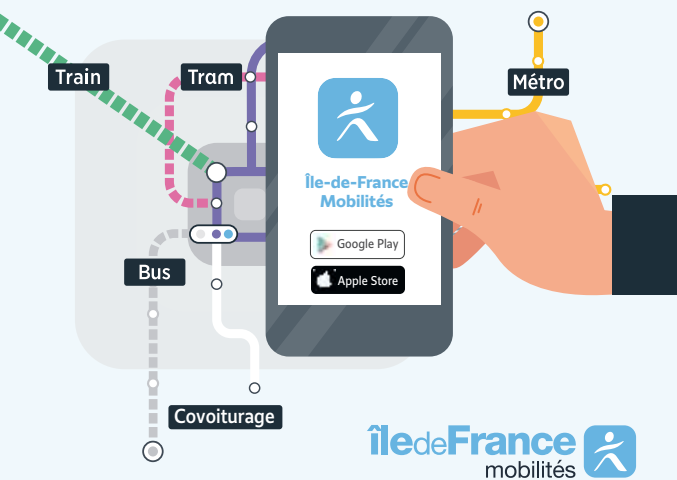 Train
Tram
Métro
Île-de-France
Mobilités
Google Play
Apple Store
Bus
Covoiturage
îledeFrance
mobilités